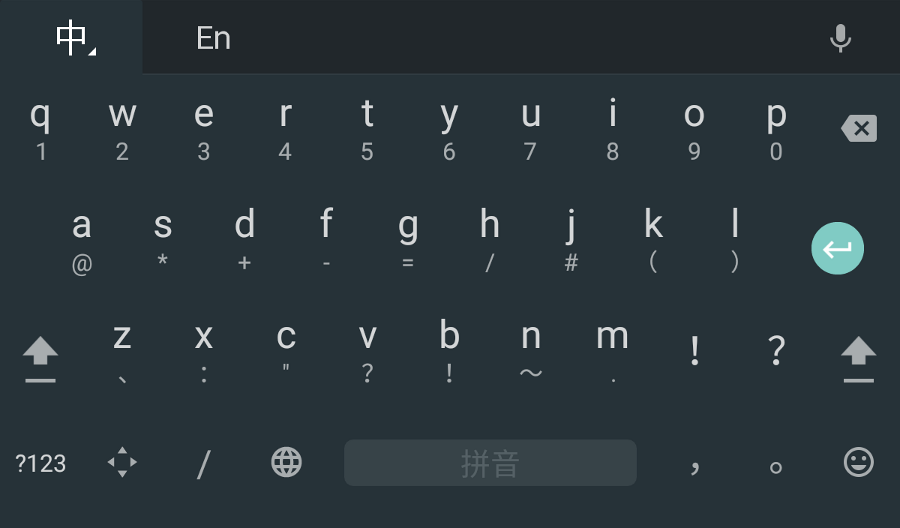 中 En
q w e r t y u i o p
1 2 3 4 5 6 7 8 9 0
a s d f g h j k l
@ * + - = / # ( )
z x c v b n m ! ?
、 : " ? ! ～ .
?123 / 拼音 ， 。